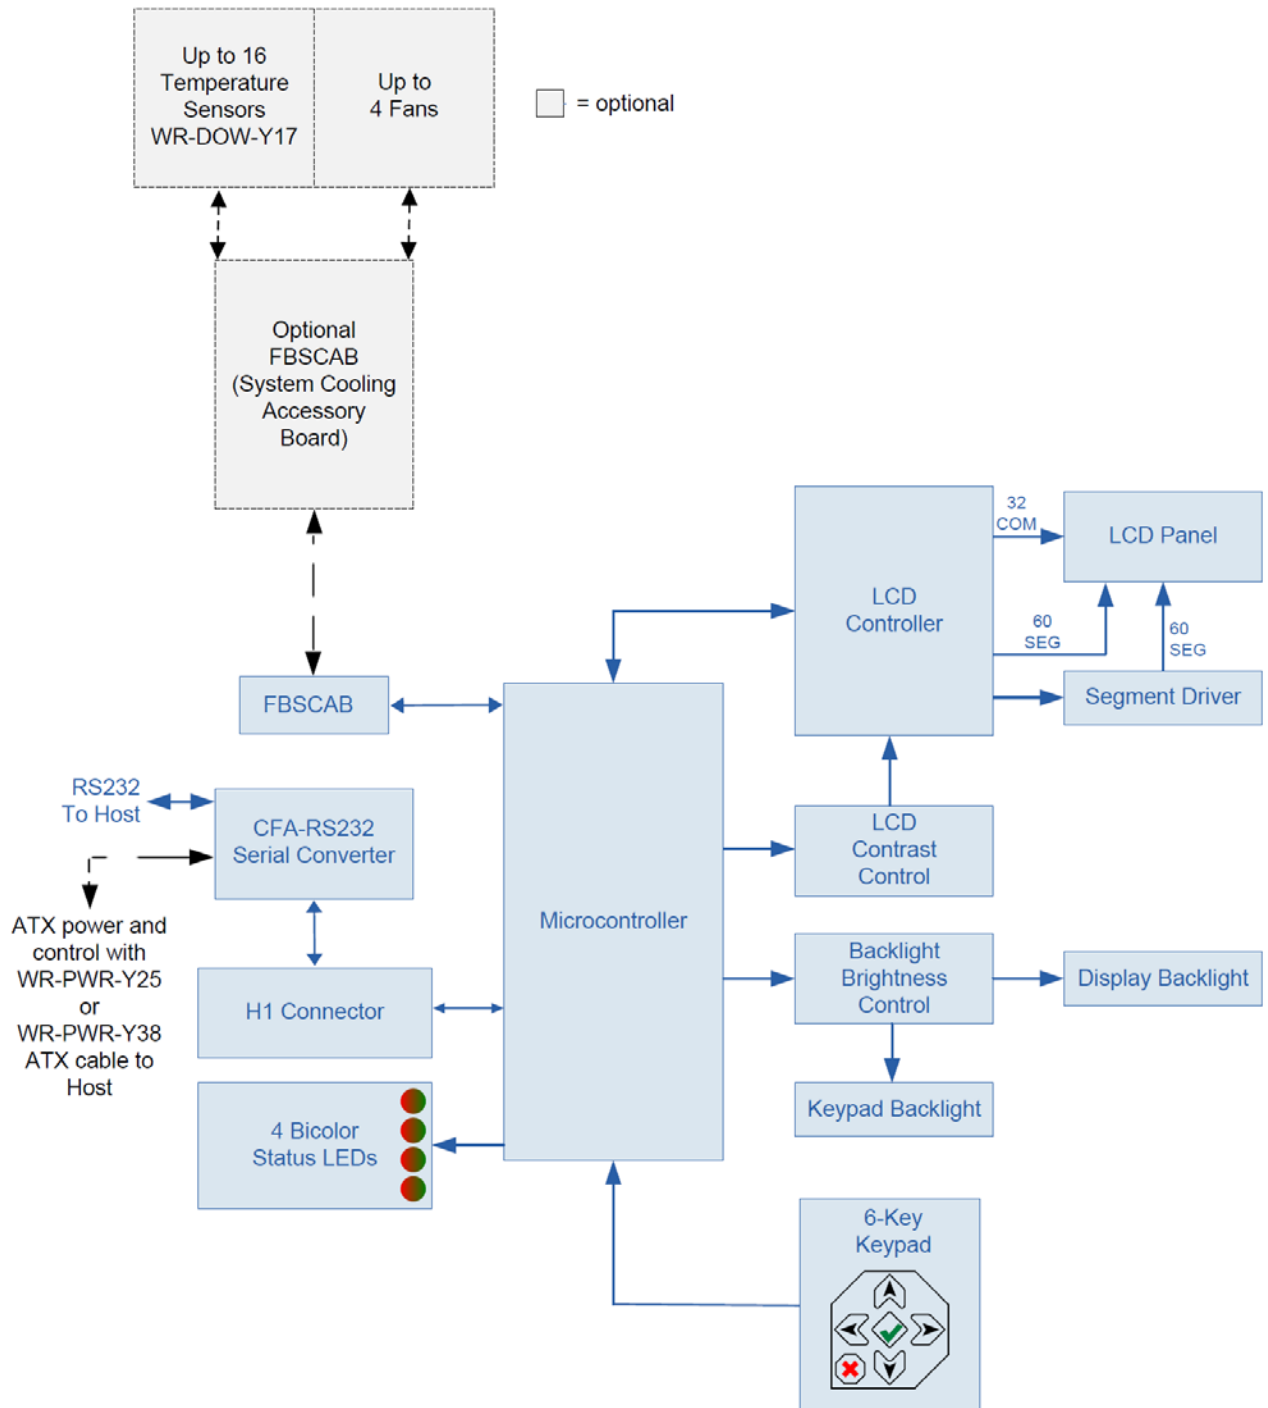 Up to 16
Temperature
Sensors
WR-DOW-Y17
Up to
4 Fans
= optional
Optional
FBSCAB
(System Cooling
Accessory
Board)
32
COM
LCD Panel
LCD
Controller
60
SEG
60
SEG
Segment Driver
FBSCAB
RS232
To Host
CFA-RS232
Serial Converter
LCD
Contrast
Control
Microcontroller
ATX power and
control with
WR-PWR-Y25
or
WR-PWR-Y38
ATX cable to
Host
Backlight
Brightness
Control
Display Backlight
H1 Connector
Keypad Backlight
4 Bicolor
Status LEDs
6-Key
Keypad